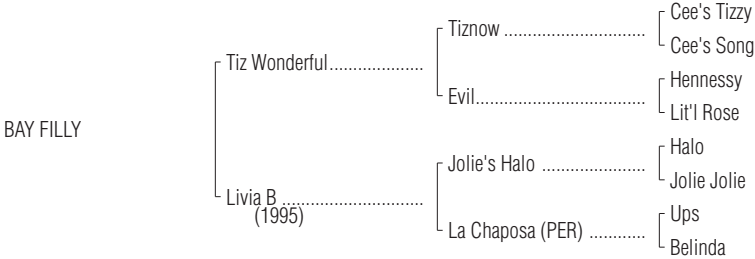 Cee's Tizzy
Tiznow ..............................
Cee's Song
Tiz Wonderful....................
Hennessy
Evil....................................
Lit'l Rose
BAY FILLY
Halo
Jolie's Halo ......................
Jolie Jolie
Livia B ..............................
(1995)
Ups
La Chaposa (PER) ............
Belinda